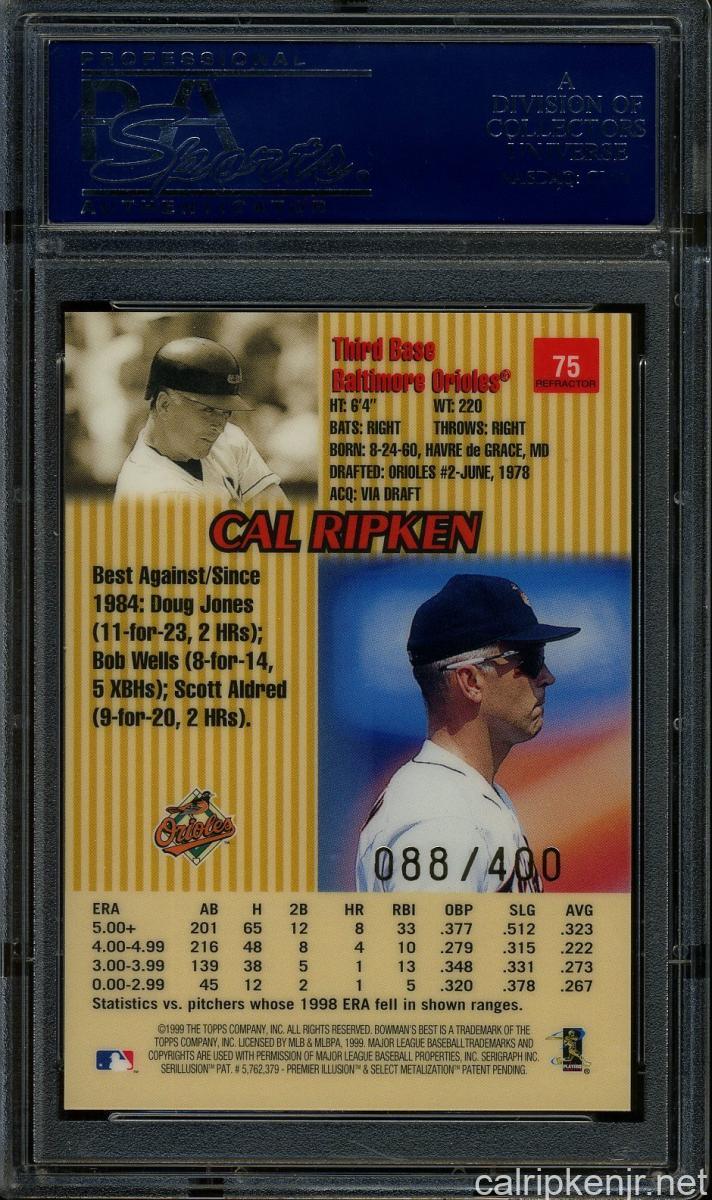 PROFESSIONAL
PSA
Sports.
AUTHENTICATOR
A
DIVISION OF
COLLECTORS
UNIVERSE
NASDAQ:
Third Base
Baltimore Orioles®
75
REFRACTOR
HT: 6'4" WT: 220
BATS: RIGHT THROWS: RIGHT
BORN: 8-24-60, HAVRE de GRACE, MD
DRAFTED: ORIOLES #2-JUNE, 1978
ACQ: VIA DRAFT
CAL RIPKEN
Best Against/Since
1984: Doug Jones
(11-for-23, 2 HRs);
Bob Wells (8-for-14,
5 XBHs); Scott Aldred
(9-for-20, 2 HRs).
Orioles
088/400
ERA AB H 2B HR RBI OBP SLG AVG
5.00+ 201 65 12 8 33 .377 .512 .323
4.00-4.99 216 48 8 4 10 .279 .315 .222
3.00-3.99 139 38 5 1 13 .348 .331 .273
0.00-2.99 45 12 2 1 5 .320 .378 .267
Statistics vs. pitchers whose 1998 ERA fell in shown ranges.
©1999 THE TOPPS COMPANY, INC. ALL RIGHTS RESERVED. BOWMAN'S BEST IS A TRADEMARK OF THE
TOPPS COMPANY, INC. LICENSED BY MLB & MLBPA, 1999. MAJOR LEAGUE BASEBALL TRADEMARKS AND
COPYRIGHTS ARE USED WITH PERMISSION OF MAJOR LEAGUE BASEBALL PROPERTIES, INC. SERIGRAPH INC.
SERILLUSION™ PAT. # 5,762,379 - PREMIER ILLUSION™ & SELECT METALIZATION™ PATENT PENDING.
PLAYERS
calripkenjr.net